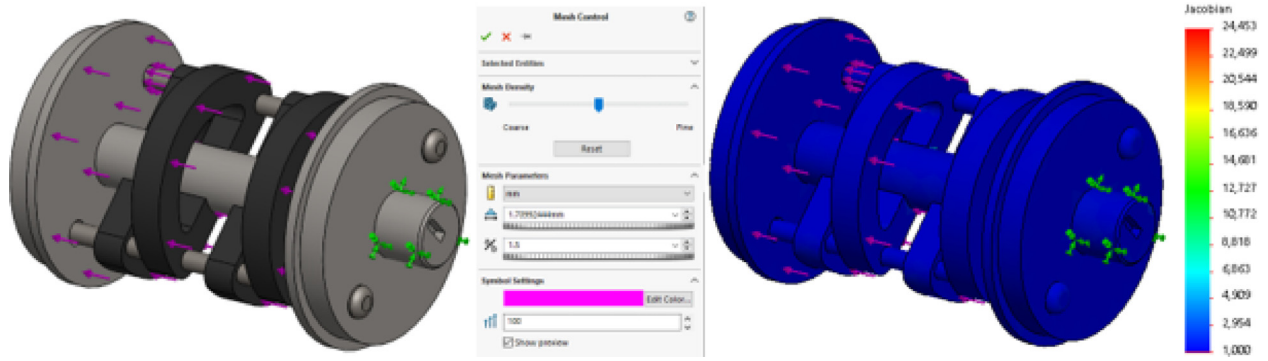 Mesh Control
Selected Entities
Mesh Density
Coarse
Fine
Reset
Mesh Parameters
mm
1.5
Symbol Settings
Edit Color...
100
Show preview
Jacobian
24,453
22,499
20,544
18,590
16,636
14,681
12,727
10,772
8,818
6,863
4,909
2,954
1,000